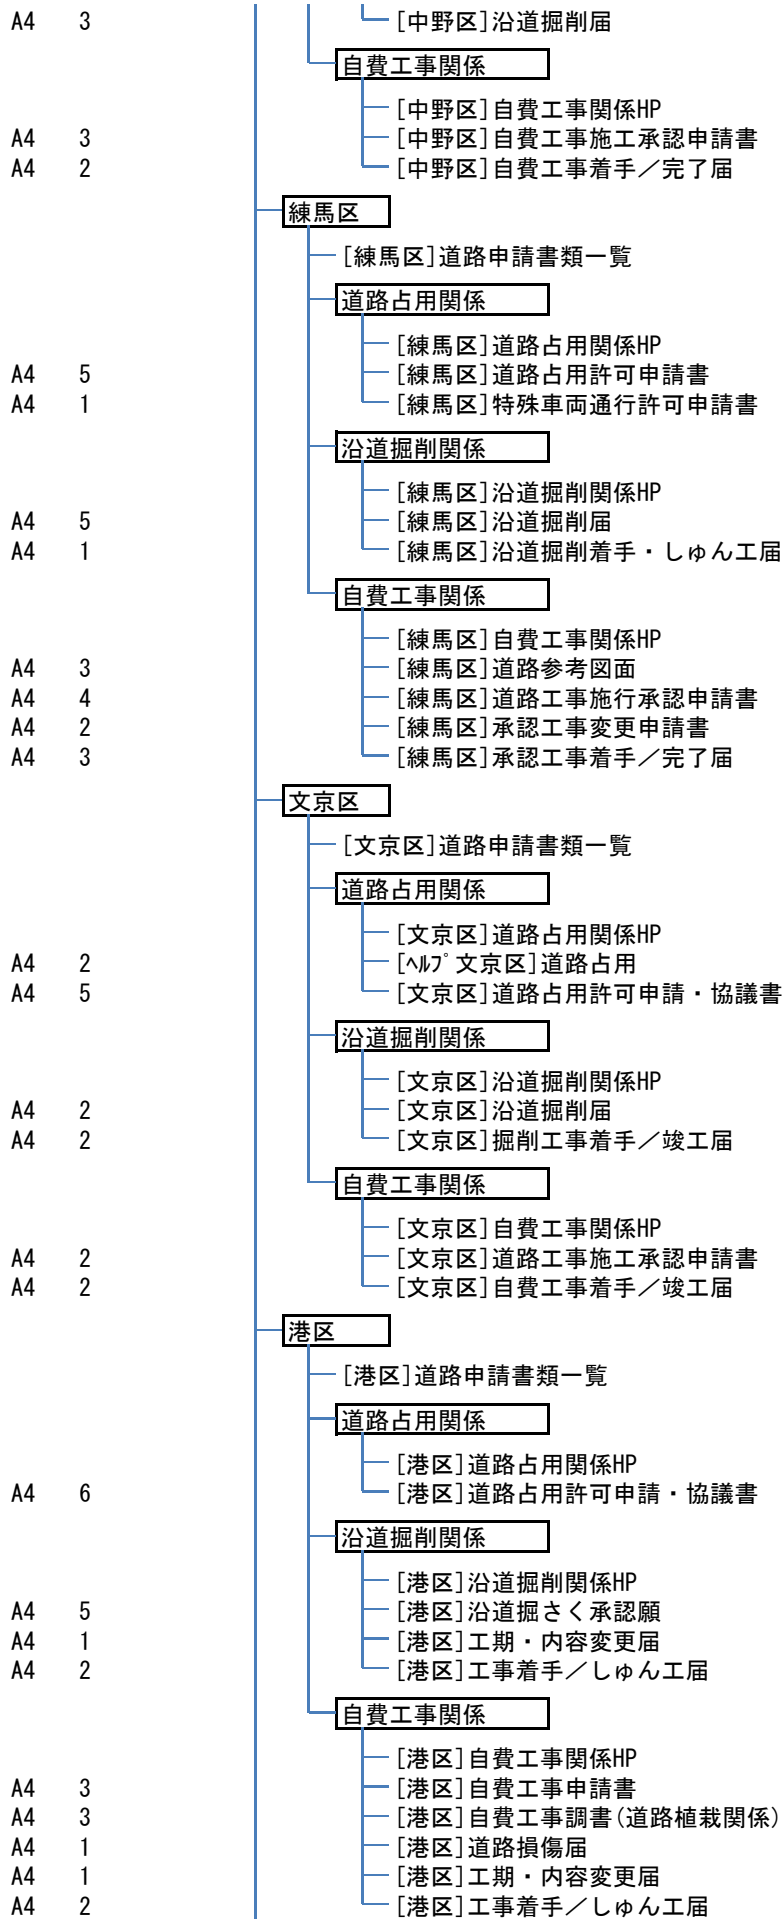 A4 3 [中野区]沿道掘削届
自費工事関係
[中野区]自費工事関係HP
A4 3 [中野区]自費工事施工承認申請書
A4 2 [中野区]自費工事着手／完了届
練馬区
[練馬区]道路申請書類一覧
道路占用関係
[練馬区]道路占用関係HP
A4 5 [練馬区]道路占用許可申請書
A4 1 [練馬区]特殊車両通行許可申請書
沿道掘削関係
[練馬区]沿道掘削関係HP
A4 5 [練馬区]沿道掘削届
A4 1 [練馬区]沿道掘削着手・しゅん工届
自費工事関係
[練馬区]自費工事関係HP
A4 3 [練馬区]道路参考図面
A4 4 [練馬区]道路工事施行承認申請書
A4 2 [練馬区]承認工事変更申請書
A4 3 [練馬区]承認工事着手／完了届
文京区
[文京区]道路申請書類一覧
道路占用関係
[文京区]道路占用関係HP
A4 2 [ﾍﾙﾌﾟ文京区]道路占用
A4 5 [文京区]道路占用許可申請・協議書
沿道掘削関係
[文京区]沿道掘削関係HP
A4 2 [文京区]沿道掘削届
A4 2 [文京区]掘削工事着手／竣工届
自費工事関係
[文京区]自費工事関係HP
A4 2 [文京区]道路工事施工承認申請書
A4 2 [文京区]自費工事着手／竣工届
港区
[港区]道路申請書類一覧
道路占用関係
[港区]道路占用関係HP
A4 6 [港区]道路占用許可申請・協議書
沿道掘削関係
[港区]沿道掘削関係HP
A4 5 [港区]沿道掘さく承認願
A4 1 [港区]工期・内容変更届
A4 2 [港区]工事着手／しゅん工届
自費工事関係
[港区]自費工事関係HP
A4 3 [港区]自費工事申請書
A4 3 [港区]自費工事調書(道路植栽関係)
A4 1 [港区]道路損傷届
A4 1 [港区]工期・内容変更届
A4 2 [港区]工事着手／しゅん工届